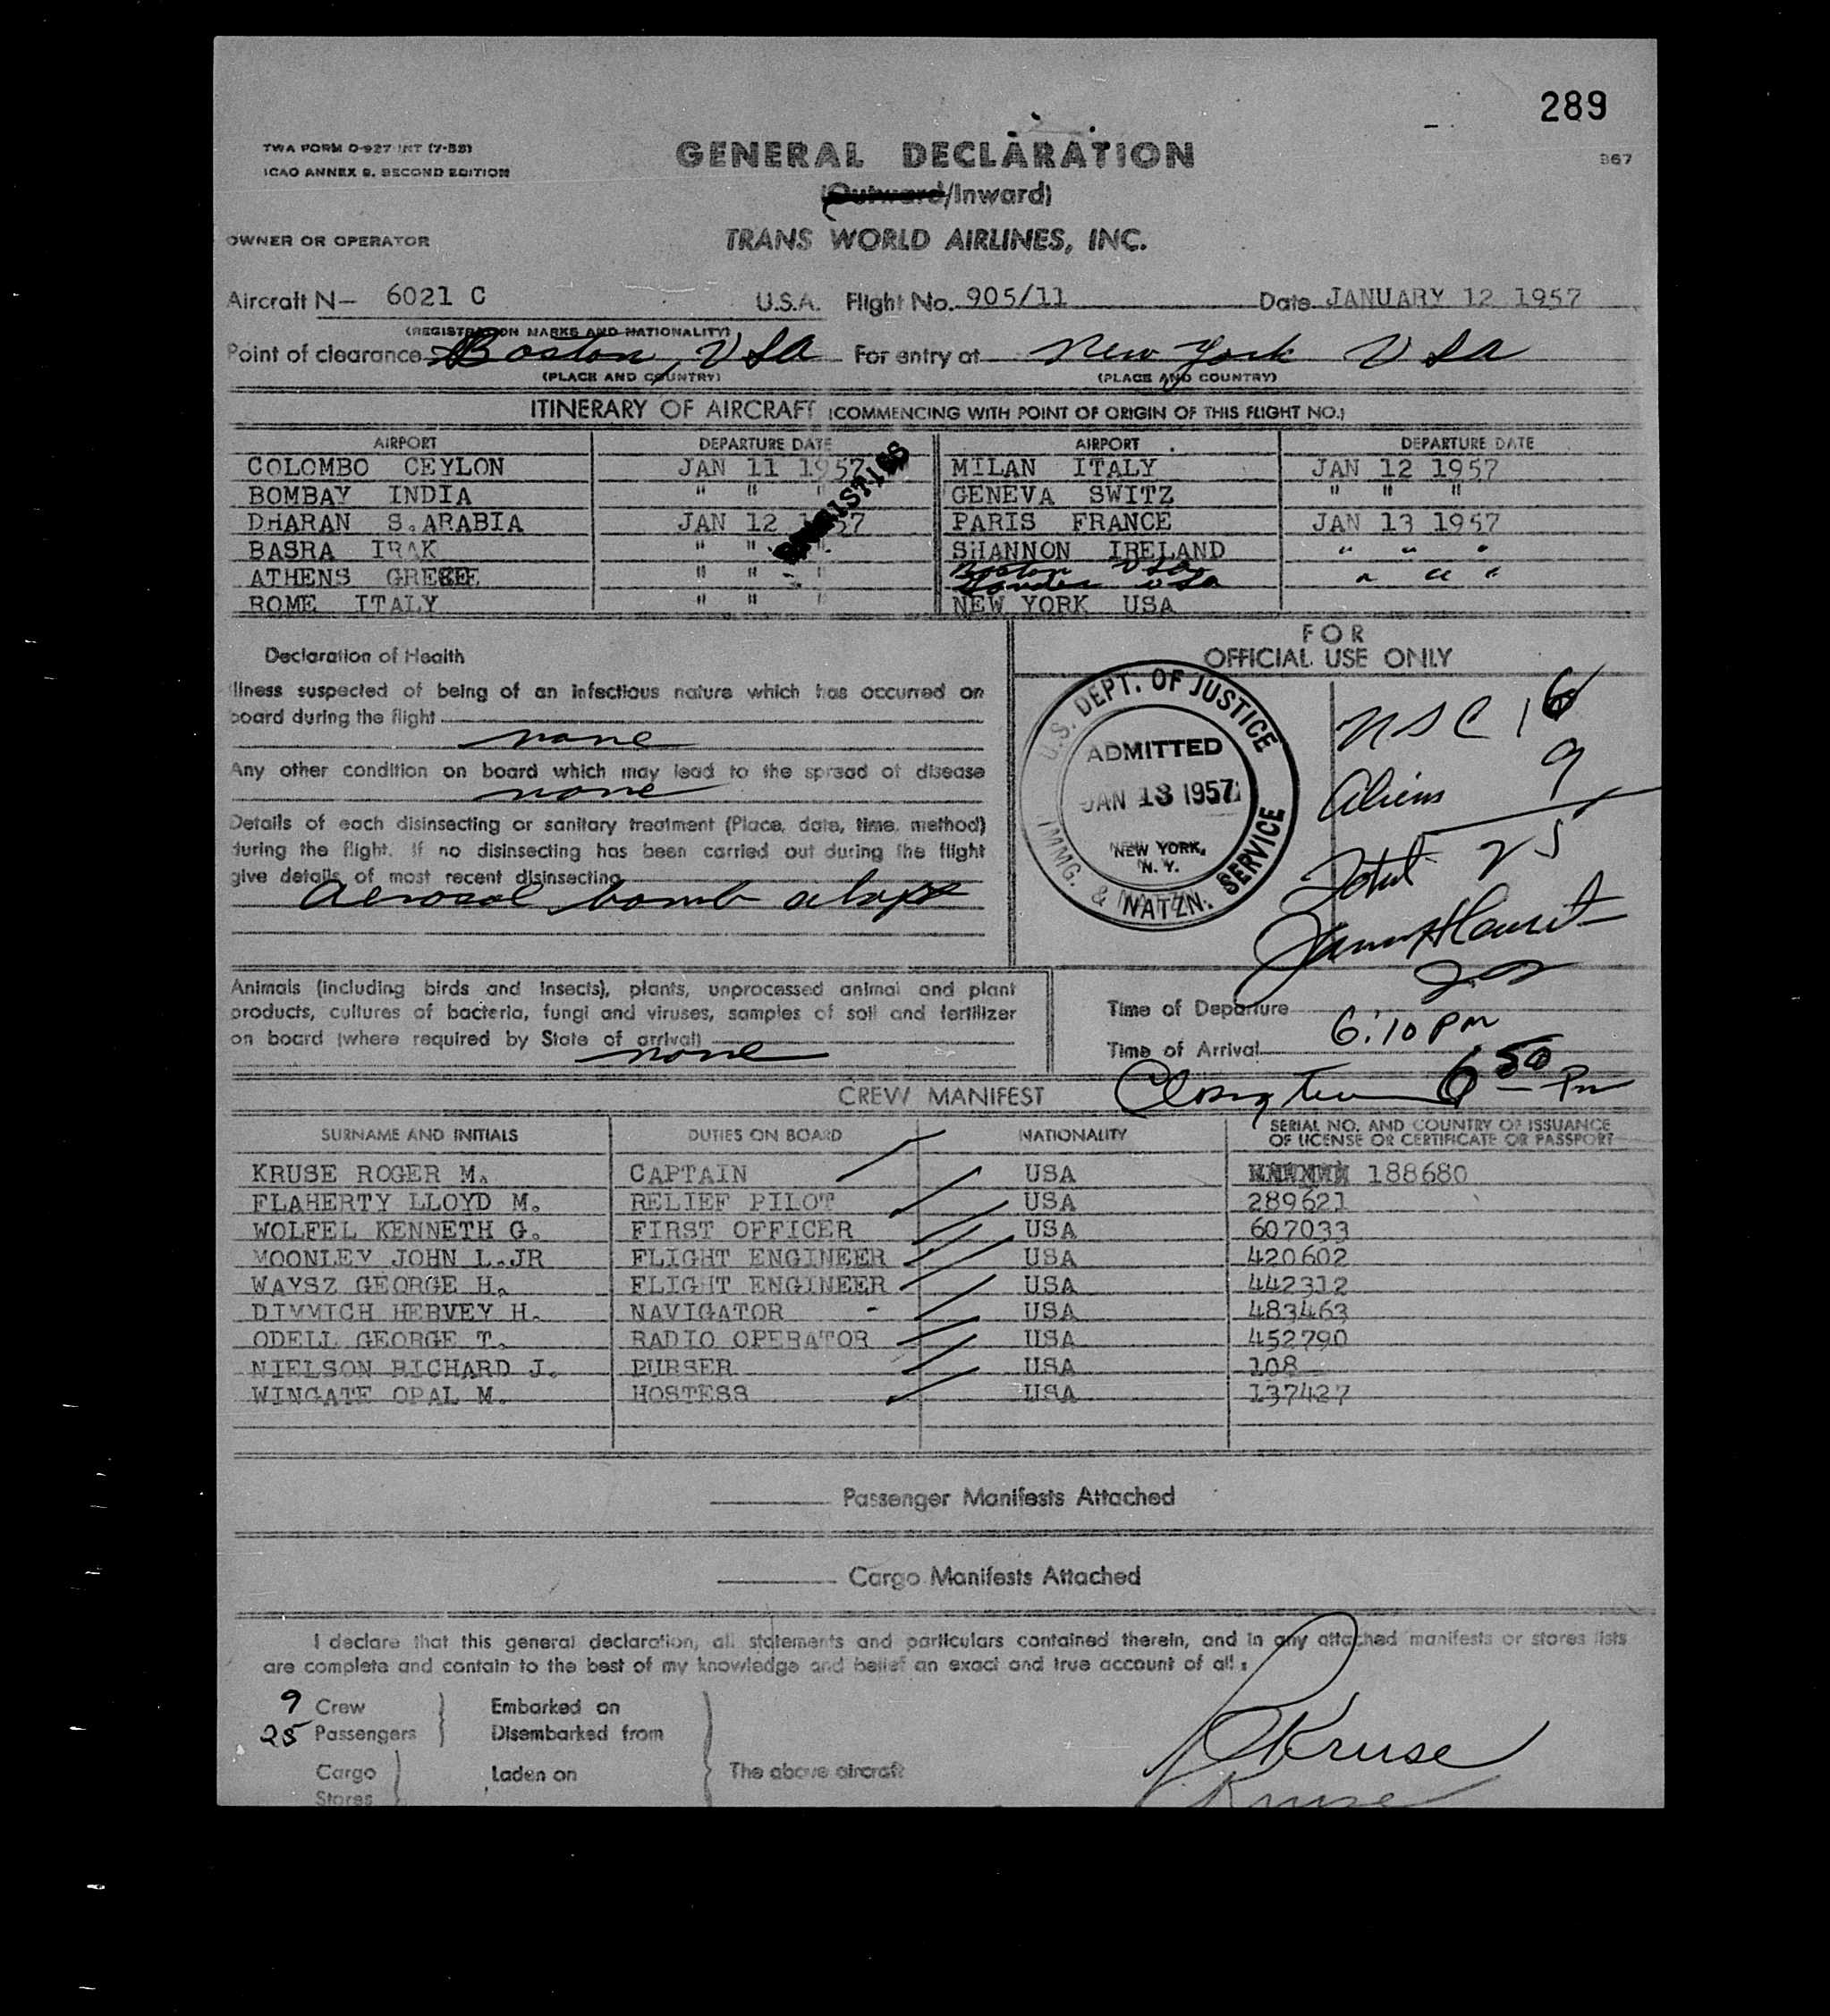 289
TWA FORM O-927 INT (7-55)
ICAO ANNEX 9, SECOND EDITION
GENERAL DECLARATION
367
(Outward/Inward)
OWNER OR OPERATOR
TRANS WORLD AIRLINES, INC.
Aircraft N- 6021 C U.S.A. Flight No. 905/11 Date JANUARY 12 1957
(REGISTRATION MARKS AND NATIONALITY)
Point of clearance Boston, USA For entry at New York USA
(PLACE AND COUNTRY) (PLACE AND COUNTRY)
ITINERARY OF AIRCRAFT (COMMENCING WITH POINT OF ORIGIN OF THIS FLIGHT NO.)
AIRPORT DEPARTURE DATE AIRPORT DEPARTURE DATE
COLOMBO CEYLON JAN 11 1957 MILAN ITALY JAN 12 1957
BOMBAY INDIA " " " GENEVA SWITZ " " "
DHARAN S.ARABIA JAN 12 1957 PARIS FRANCE JAN 13 1957
BASRA IRAK " " " SHANNON IRELAND " " "
STATISTICS
ATHENS GREECE " " " Boston USA " " "
USA
ROME ITALY " " " NEW YORK USA
Declaration of Health
Illness suspected of being of an infectious nature which has occurred on
board during the flight
none
Any other condition on board which may lead to the spread of disease
none
Details of each disinsecting or sanitary treatment (Place, date, time, method)
during the flight. If no disinsecting has been carried out during the flight
give details of most recent disinsecting
Aerosol bomb
FOR
OFFICIAL USE ONLY
U.S. DEPT. OF JUSTICE
ADMITTED
JAN 13 1957
NEW YORK,
N. Y.
IMMG. & NATZN. SERVICE
USC 16
Aliens 9
Total 25
Animals (including birds and insects), plants, unprocessed animal and plant
products, cultures of bacteria, fungi and viruses, samples of soil and fertilizer
on board (where required by State of arrival)
none
Time of Departure
6:10 PM
Time of Arrival
Closing Time 6 50 PM
CREW MANIFEST
SURNAME AND INITIALS DUTIES ON BOARD NATIONALITY SERIAL NO. AND COUNTRY OF ISSUANCE
OF LICENSE OR CERTIFICATE OR PASSPORT
KRUSE ROGER M. CAPTAIN USA 188680
FLAHERTY LLOYD M. RELIEF PILOT USA 289621
WOLFEL KENNETH G. FIRST OFFICER USA 607033
MOONLEY JOHN L.JR FLIGHT ENGINEER USA 420602
WAYSZ GEORGE H. FLIGHT ENGINEER USA 442312
DIMMICH HERVEY H. NAVIGATOR - USA 483463
ODELL GEORGE T. RADIO OPERATOR USA 452790
NIELSON RICHARD J. PURSER USA 108
WINGATE OPAL M. HOSTESS USA 137427
Passenger Manifests Attached
Cargo Manifests Attached
I declare that this general declaration, all statements and particulars contained therein, and in any attached manifests or stores lists
are complete and contain to the best of my knowledge and belief an exact and true account of all:
9 Crew Embarked on
25 Passengers Disembarked from
RKruse
Cargo Laden on The above aircraft
Stores
Kruse